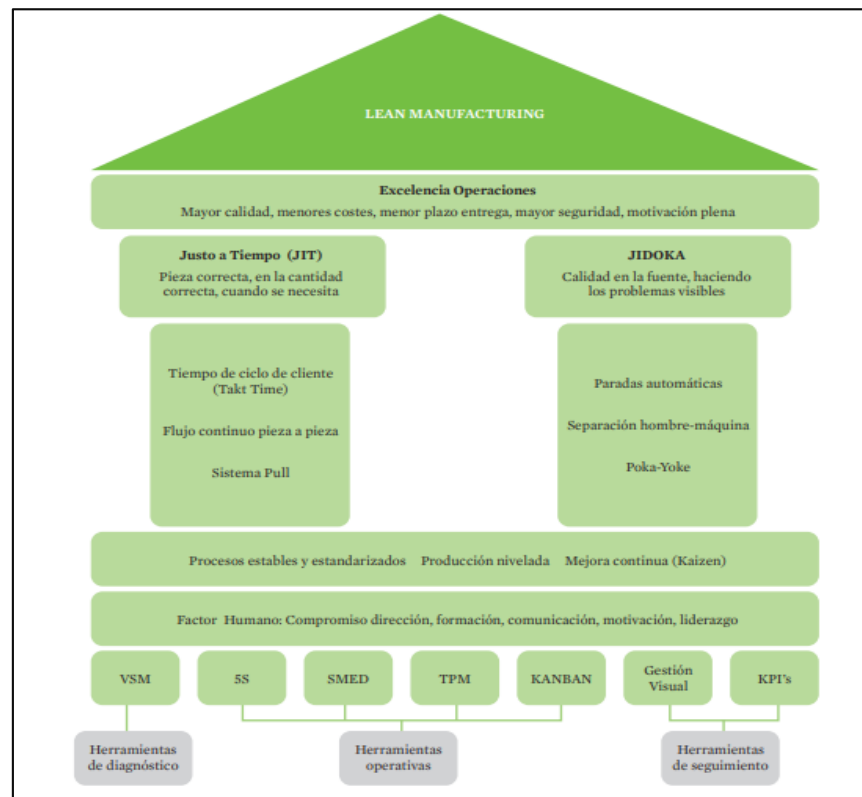 LEAN MANUFACTURING
Excelencia Operaciones
Mayor calidad, menores costes, menor plazo entrega, mayor seguridad, motivación plena
Justo a Tiempo (JIT)
Pieza correcta, en la cantidad
correcta, cuando se necesita
JIDOKA
Calidad en la fuente, haciendo
los problemas visibles
Tiempo de ciclo de cliente
(Takt Time)
Flujo continuo pieza a pieza
Sistema Pull
Paradas automáticas
Separación hombre-máquina
Poka-Yoke
Procesos estables y estandarizados Producción nivelada Mejora continua (Kaizen)
Factor Humano: Compromiso dirección, formación, comunicación, motivación, liderazgo
VSM
5S
SMED
TPM
KANBAN
Gestión
Visual
KPI's
Herramientas
de diagnóstico
Herramientas
operativas
Herramientas
de seguimiento